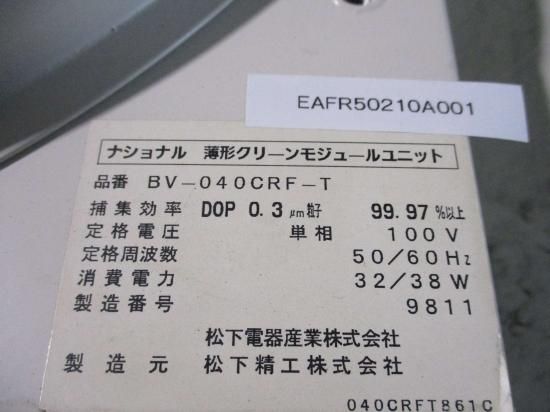 EAFR50210A001
ナショナル 薄形クリーンモジュールユニット
品番 BV-040CRF-T
捕集効率 DOP 0.3 μm粒子 99.97%以上
定格電圧 単相 100V
定格周波数 50/60Hz
消費電力 32/38W
製造番号 9811
松下電器産業株式会社
製造元 松下精工株式会社
040CRFT861C